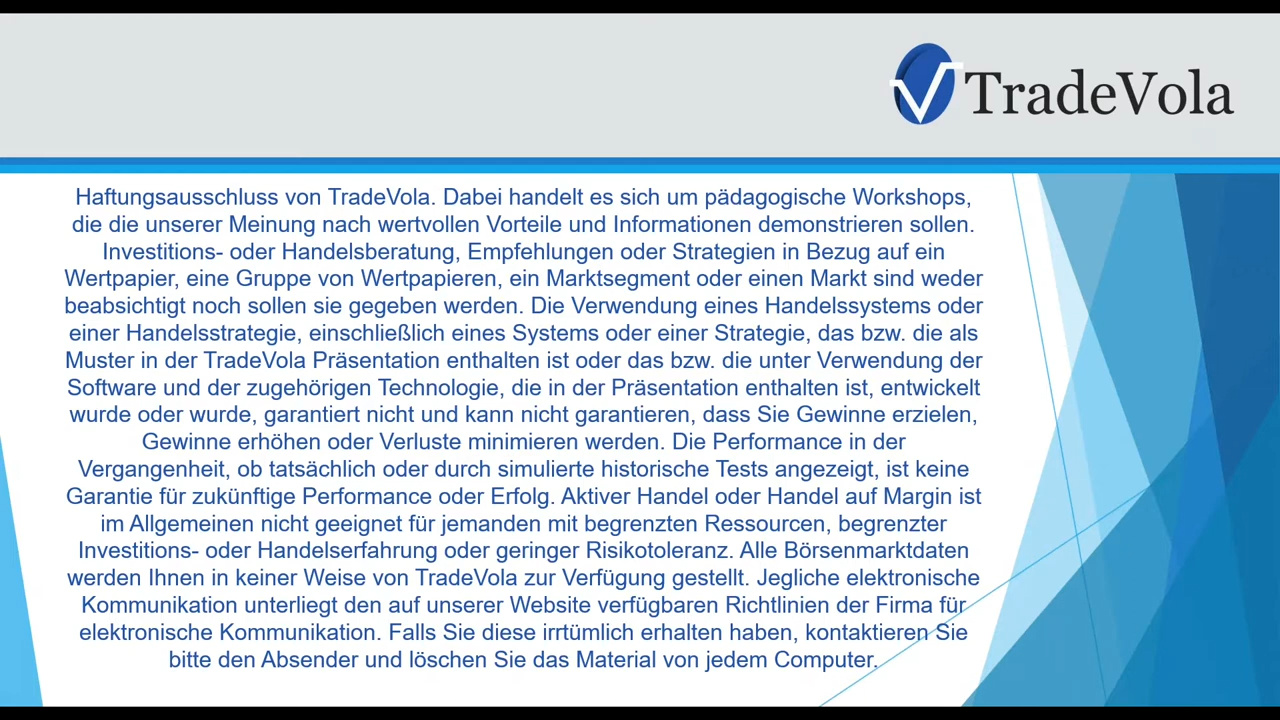 TradeVola
Haftungsausschluss von TradeVola. Dabei handelt es sich um pädagogische Workshops,
die die unserer Meinung nach wertvollen Vorteile und Informationen demonstrieren sollen.
Investitions- oder Handelsberatung, Empfehlungen oder Strategien in Bezug auf ein
Wertpapier, eine Gruppe von Wertpapieren, ein Marktsegment oder einen Markt sind weder
beabsichtigt noch sollen sie gegeben werden. Die Verwendung eines Handelssystems oder
einer Handelsstrategie, einschließlich eines Systems oder einer Strategie, das bzw. die als
Muster in der TradeVola Präsentation enthalten ist oder das bzw. die unter Verwendung der
Software und der zugehörigen Technologie, die in der Präsentation enthalten ist, entwickelt
wurde oder wurde, garantiert nicht und kann nicht garantieren, dass Sie Gewinne erzielen,
Gewinne erhöhen oder Verluste minimieren werden. Die Performance in der
Vergangenheit, ob tatsächlich oder durch simulierte historische Tests angezeigt, ist keine
Garantie für zukünftige Performance oder Erfolg. Aktiver Handel oder Handel auf Margin ist
im Allgemeinen nicht geeignet für jemanden mit begrenzten Ressourcen, begrenzter
Investitions- oder Handelserfahrung oder geringer Risikotoleranz. Alle Börsenmarktdaten
werden Ihnen in keiner Weise von TradeVola zur Verfügung gestellt. Jegliche elektronische
Kommunikation unterliegt den auf unserer Website verfügbaren Richtlinien der Firma für
elektronische Kommunikation. Falls Sie diese irrtümlich erhalten haben, kontaktieren Sie
bitte den Absender und löschen Sie das Material von jedem Computer.